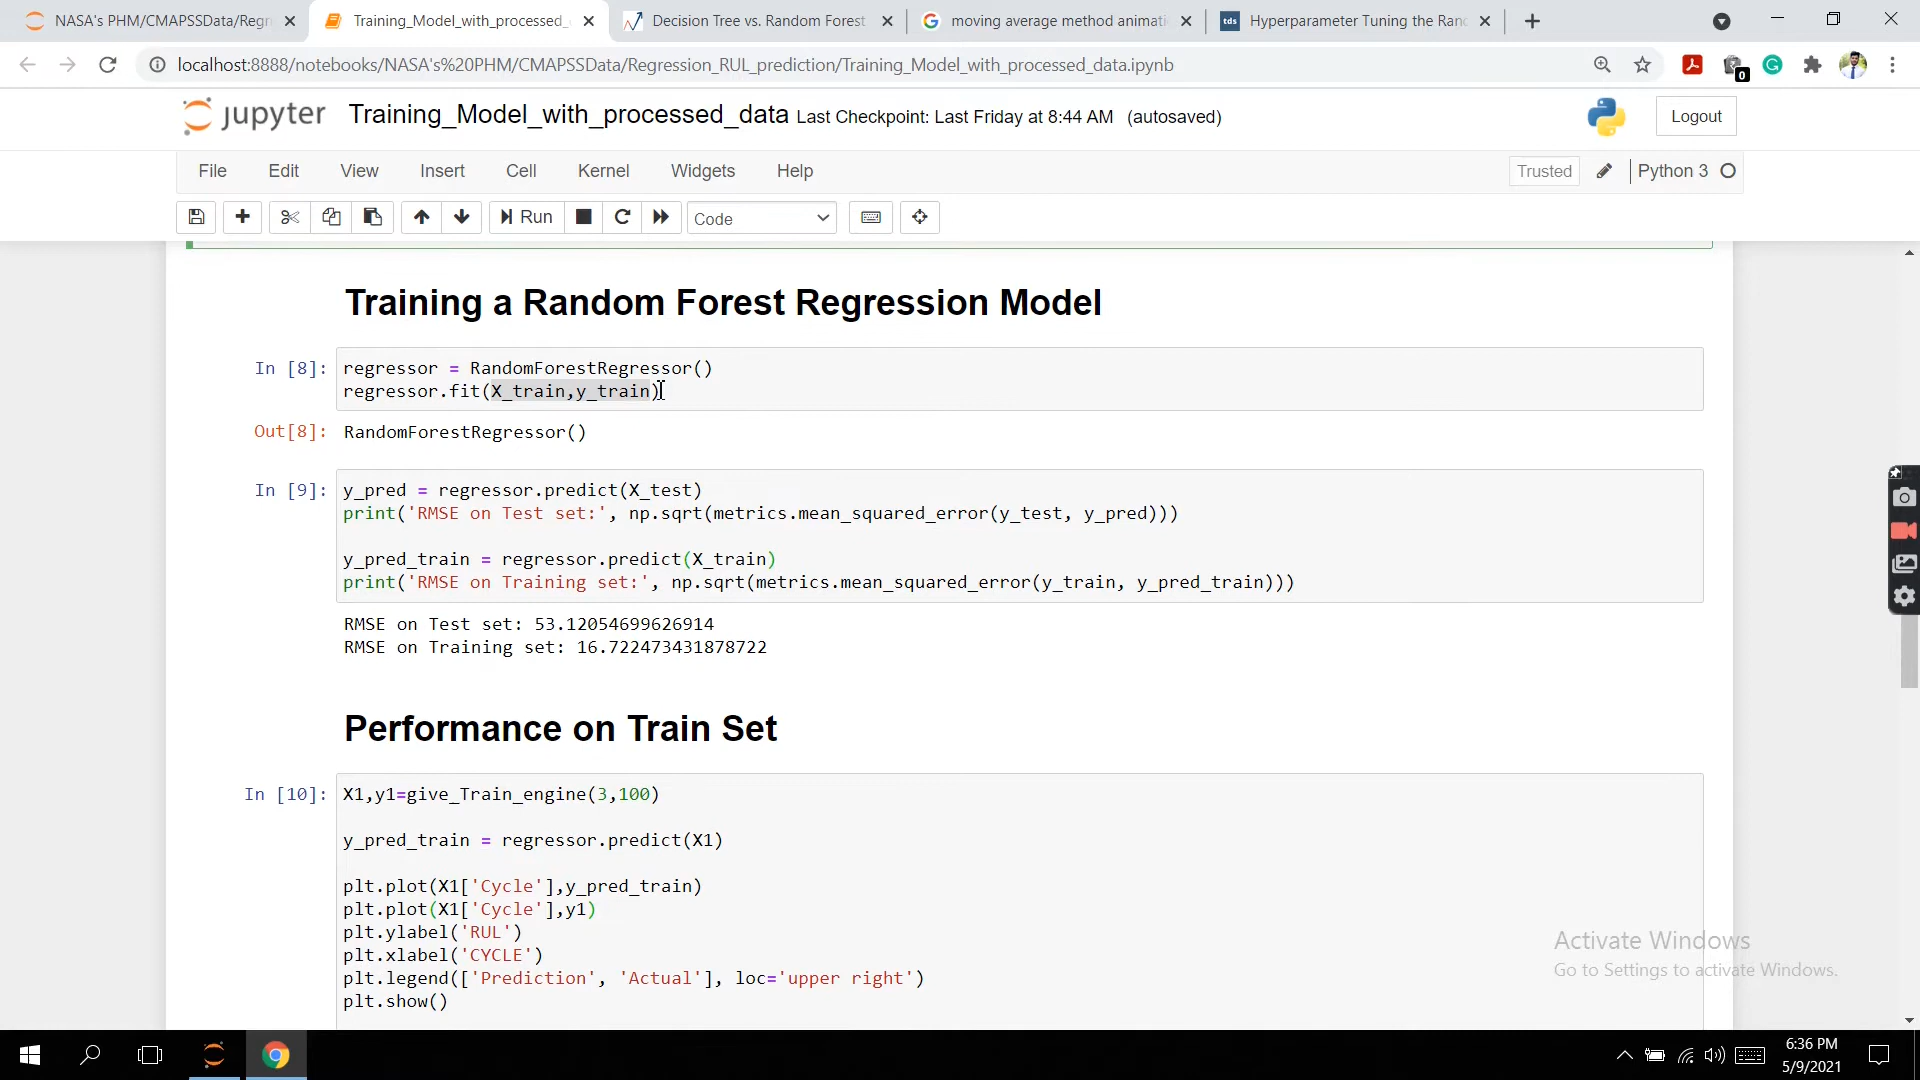 NASA's PHM/CMAPSSData/Regr
Training_Model_with_processed_
Decision Tree vs. Random Forest
moving average method animati
tds
Hyperparameter Tuning the Ran
localhost:8888/notebooks/NASA's%20PHM/CMAPSSData/Regression_RUL_prediction/Training_Model_with_processed_data.ipynb
0
jupyter
Training_Model_with_processed_data Last Checkpoint: Last Friday at 8:44 AM (autosaved)
Logout
File Edit View Insert Cell Kernel Widgets Help
Trusted
Python 3
Run
Code
Training a Random Forest Regression Model
In [8]: regressor = RandomForestRegressor()
regressor.fit(X_train,y_train)
Out[8]: RandomForestRegressor()
In [9]: y_pred = regressor.predict(X_test)
print('RMSE on Test set:', np.sqrt(metrics.mean_squared_error(y_test, y_pred)))
y_pred_train = regressor.predict(X_train)
print('RMSE on Training set:', np.sqrt(metrics.mean_squared_error(y_train, y_pred_train)))
RMSE on Test set: 53.12054699626914
RMSE on Training set: 16.722473431878722
Performance on Train Set
In [10]: X1,y1=give_Train_engine(3,100)
y_pred_train = regressor.predict(X1)
plt.plot(X1['Cycle'],y_pred_train)
plt.plot(X1['Cycle'],y1)
plt.ylabel('RUL')
plt.xlabel('CYCLE')
plt.legend(['Prediction', 'Actual'], loc='upper right')
plt.show()
Activate Windows
Go to Settings to activate Windows.
6:36 PM
5/9/2021